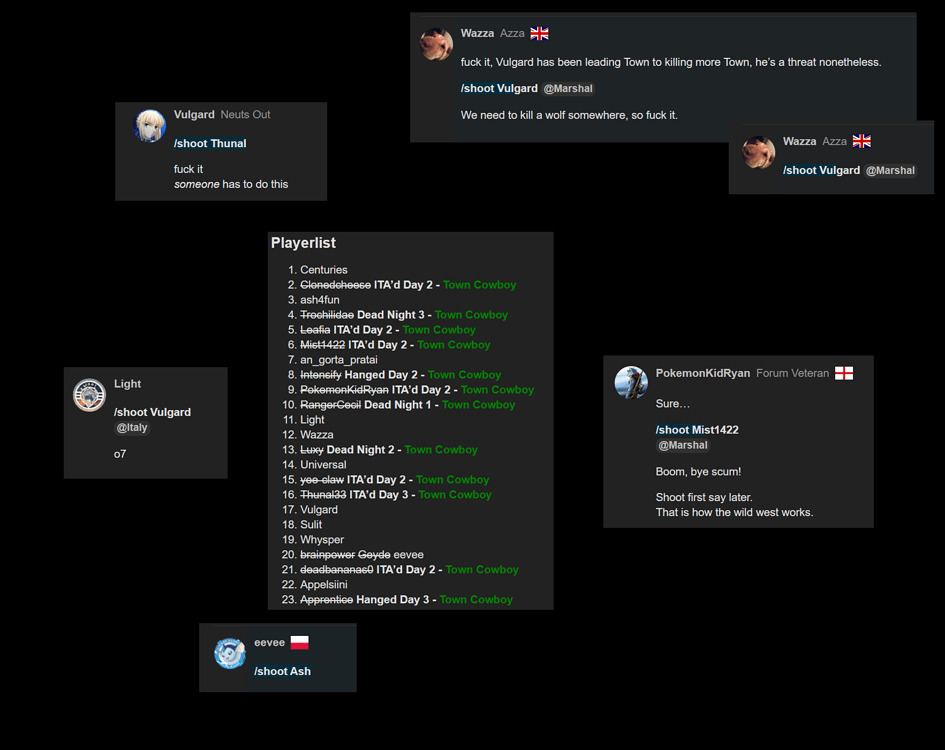 Wazza Azza
fuck it, Vulgard has been leading Town to killing more Town, he's a threat nonetheless.
/shoot Vulgard @Marshal
We need to kill a wolf somewhere, so fuck it.
Vulgard Neuts Out
/shoot Thunal
fuck it
someone has to do this
Wazza Azza
/shoot Vulgard @Marshal
Playerlist
1. Centuries
2. Clonedcheese ITA'd Day 2 - Town Cowboy
3. ash4fun
4. Trochilidae Dead Night 3 - Town Cowboy
5. Leafia ITA'd Day 2 - Town Cowboy
6. Mist1422 ITA'd Day 2 - Town Cowboy
7. an_gorta_pratai
8. Intensify Hanged Day 2 - Town Cowboy
9. PokemonKidRyan ITA'd Day 2 - Town Cowboy
10. RangerCecil Dead Night 1 - Town Cowboy
11. Light
12. Wazza
13. Luxy Dead Night 2 - Town Cowboy
14. Universal
15. yee-claw ITA'd Day 2 - Town Cowboy
16. Thunal33 ITA'd Day 3 - Town Cowboy
17. Vulgard
18. Sulit
19. Whysper
20. brainpower Geyde eevee
21. deadbananas0 ITA'd Day 2 - Town Cowboy
22. Appelsiini
23. Apprentice Hanged Day 3 - Town Cowboy
Light
/shoot Vulgard
@Italy
o7
PokemonKidRyan Forum Veteran
Sure…
/shoot Mist1422
@Marshal
Boom, bye scum!
Shoot first say later.
That is how the wild west works.
eevee
/shoot Ash